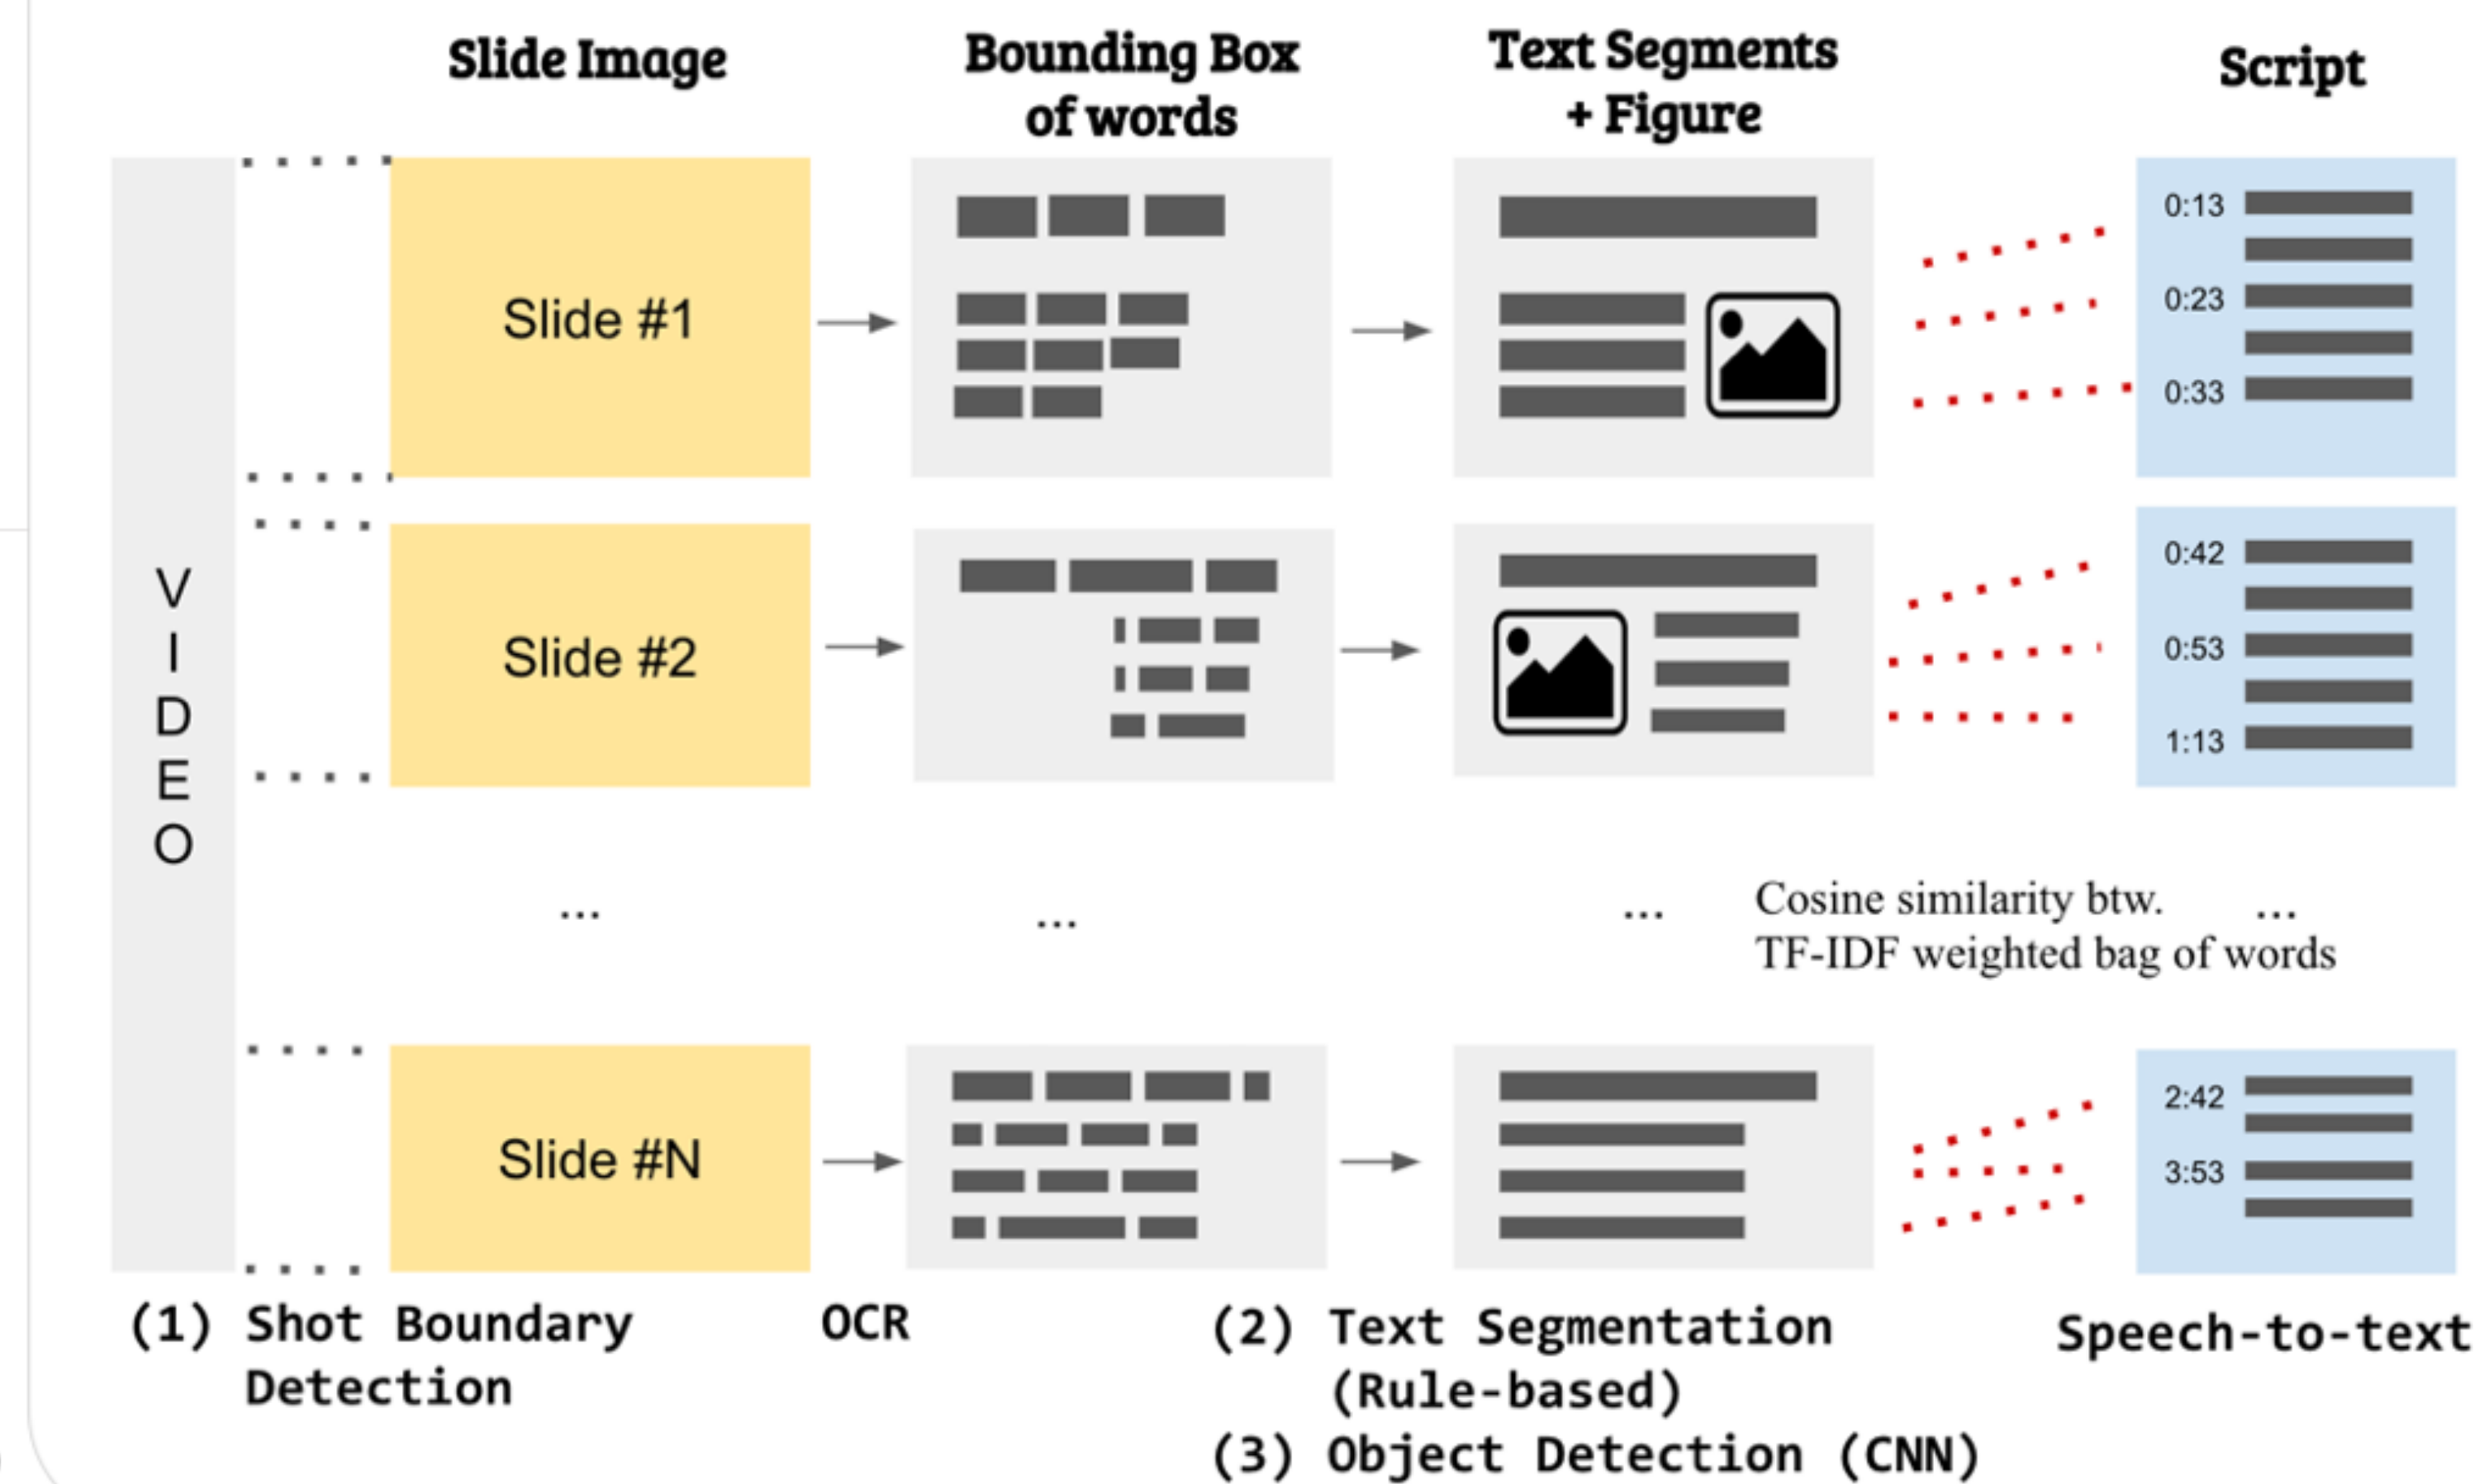 Slide Image
Bounding Box
of words
Text Segments
+ Figure
Script
VIDEO
Slide #1
0:13
0:23
0:33
Slide #2
0:42
0:53
1:13
...
...
...
Cosine similarity btw.
TF-IDF weighted bag of words
...
Slide #N
2:42
3:53
(1) Shot Boundary
Detection
OCR
(2) Text Segmentation
(Rule-based)
(3) Object Detection (CNN)
Speech-to-text